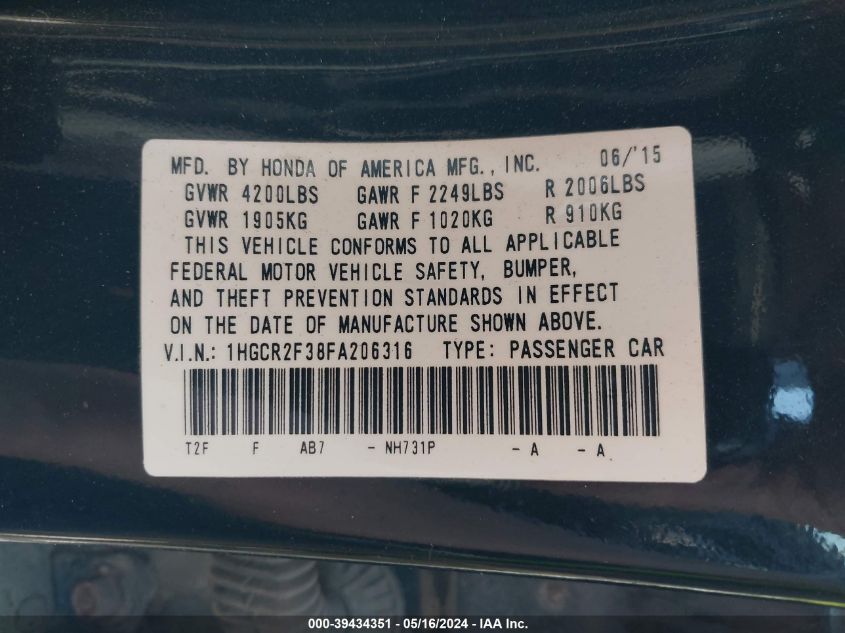 MFD. BY HONDA OF AMERICA MFG., INC. 06/'15
GVWR 4200LBS GAWR F 2249LBS R 2006LBS
GVWR 1905KG GAWR F 1020KG R 910KG
THIS VEHICLE CONFORMS TO ALL APPLICABLE
FEDERAL MOTOR VEHICLE SAFETY, BUMPER,
AND THEFT PREVENTION STANDARDS IN EFFECT
ON THE DATE OF MANUFACTURE SHOWN ABOVE.
V.I.N.: 1HGCR2F38FA206316 TYPE: PASSENGER CAR
T2F F AB7 - NH731P - A - A
000-39434351 - 05/16/2024 - IAA Inc.